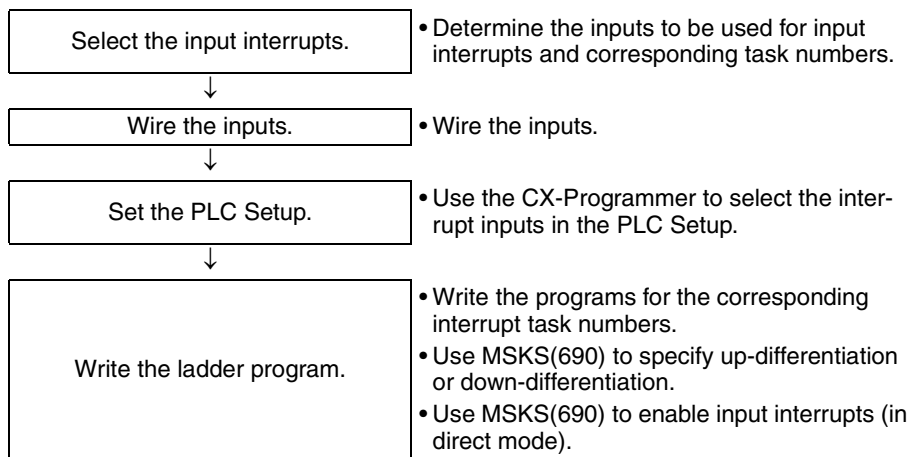 Select the input interrupts.
• Determine the inputs to be used for input
interrupts and corresponding task numbers.
↓
Wire the inputs.
• Wire the inputs.
↓
Set the PLC Setup.
• Use the CX-Programmer to select the inter-
rupt inputs in the PLC Setup.
↓
Write the ladder program.
• Write the programs for the corresponding
interrupt task numbers.
• Use MSKS(690) to specify up-differentiation
or down-differentiation.
• Use MSKS(690) to enable input interrupts (in
direct mode).